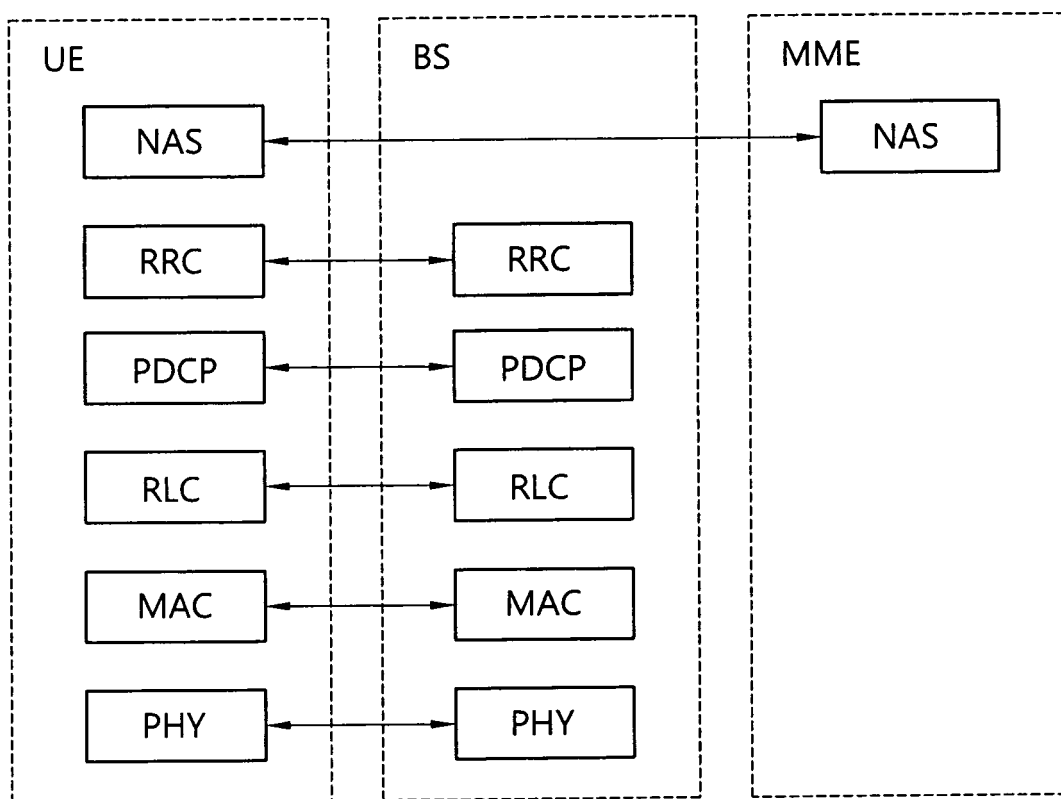 UE
BS
MME
NAS
NAS
RRC
RRC
PDCP
PDCP
RLC
RLC
MAC
MAC
PHY
PHY